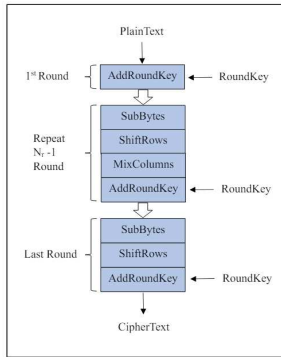 PlainText
1st Round
AddRoundKey
RoundKey
Repeat
Nr -1
Round
SubBytes
ShiftRows
MixColumns
AddRoundKey
RoundKey
Last Round
SubBytes
ShiftRows
AddRoundKey
RoundKey
CipherText